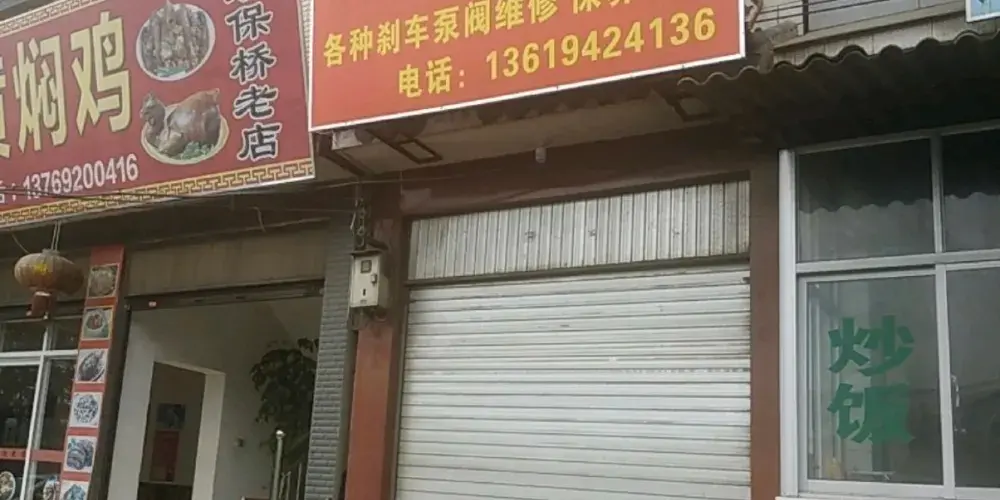 焖鸡
保桥老店
13769200416
各种刹车泵阀维修 保养
电话：13619424136
炒饭